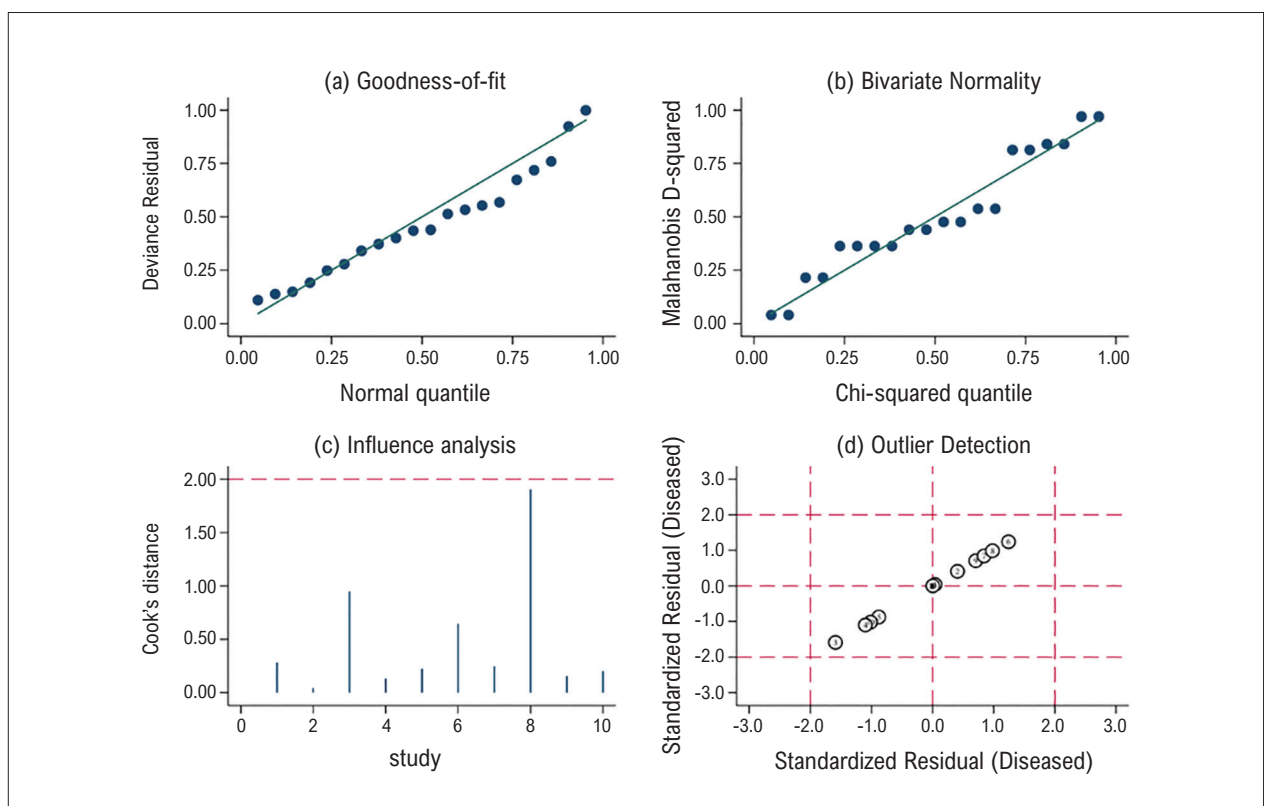 (a) Goodness-of-fit
Deviance Residual
1.00
0.75
0.50
0.25
0.00
0.00 0.25 0.50 0.75 1.00
Normal quantile
(b) Bivariate Normality
Malahanobis D-squared
1.00
0.75
0.50
0.25
0.00
0.00 0.25 0.50 0.75 1.00
Chi-squared quantile
(c) Influence analysis
Cook's distance
2.00
1.50
1.00
0.50
0.00
0 2 4 6 8 10
study
(d) Outlier Detection
Standardized Residual (Diseased)
3.0
2.0
1.0
0.0
-1.0
-2.0
-3.0
-3.0 -2.0 -1.0 0.0 1.0 2.0 3.0
Standardized Residual (Diseased)